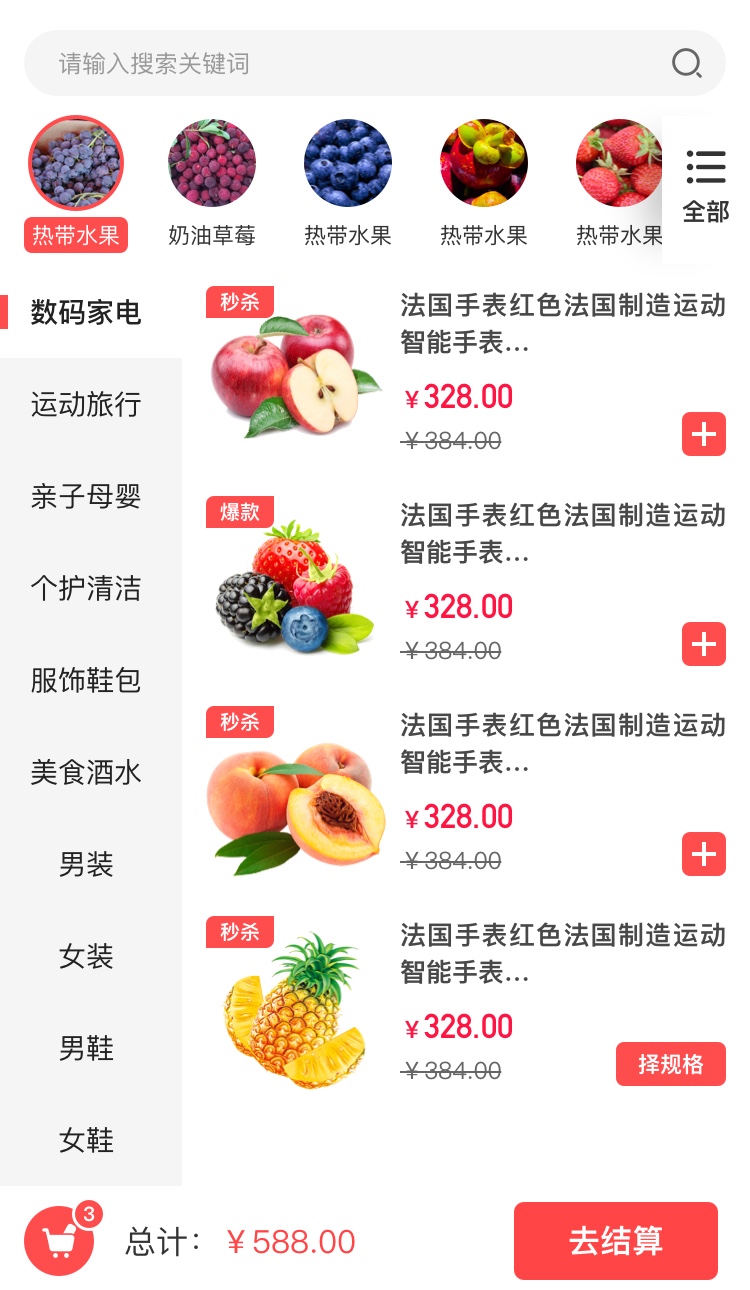 请输入搜索关键词
热带水果
奶油草莓
热带水果
热带水果
热带水果
全部
数码家电
运动旅行
亲子母婴
个护清洁
服饰鞋包
美食酒水
男装
女装
男鞋
女鞋
秒杀
法国手表红色法国制造运动
智能手表...
¥328.00
¥384.00
爆款
法国手表红色法国制造运动
智能手表...
¥328.00
¥384.00
秒杀
法国手表红色法国制造运动
智能手表...
¥328.00
¥384.00
秒杀
法国手表红色法国制造运动
智能手表...
¥328.00
¥384.00
择规格
3
总计： ¥588.00
去结算